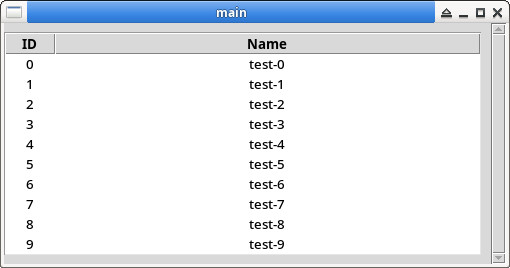 main
ID Name
0 test-0
1 test-1
2 test-2
3 test-3
4 test-4
5 test-5
6 test-6
7 test-7
8 test-8
9 test-9